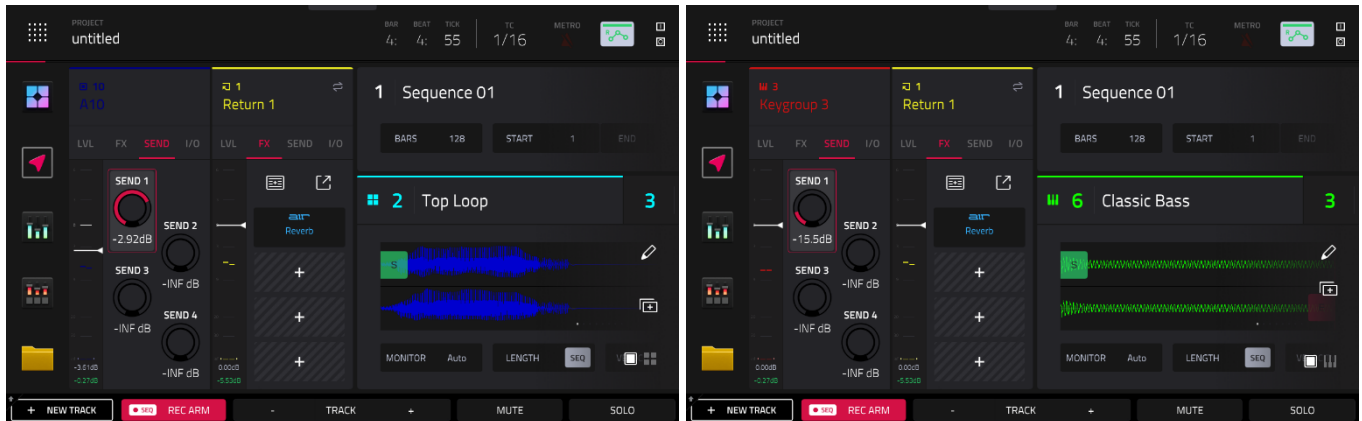 PROJECT
untitled
BAR BEAT TICK TC METRO
4: 4: 55 1/16
10
A10
1
Return 1
1 Sequence 01
BARS 128 START 1 END
LVL FX SEND I/O LVL FX SEND I/O
SEND 1
-2.92dB
SEND 2
-INF dB
SEND 3
-INF dB
SEND 4
-INF dB
AIR
Reverb
+
+
+
2 Top Loop 3
S
MONITOR Auto LENGTH SEQ
-3.61dB
-0.27dB
0.00dB
-5.53dB
+ NEW TRACK SEQ REC ARM - TRACK + MUTE SOLO
PROJECT
untitled
BAR BEAT TICK TC METRO
4: 4: 55 1/16
3
Keygroup 3
1
Return 1
1 Sequence 01
BARS 128 START 1 END
LVL FX SEND I/O LVL FX SEND I/O
SEND 1
-15.5dB
SEND 2
-INF dB
SEND 3
-INF dB
SEND 4
-INF dB
AIR
Reverb
+
+
+
6 Classic Bass 3
S
MONITOR Auto LENGTH SEQ
0.00dB
-0.27dB
0.00dB
-5.53dB
+ NEW TRACK SEQ REC ARM - TRACK + MUTE SOLO